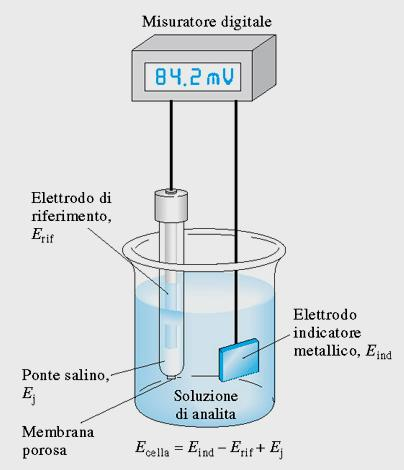 Misuratore digitale
84.2 mV
Elettrodo di
riferimento,
E_rif
Elettrodo
indicatore
metallico, E_ind
Ponte salino,
E_j
Soluzione
di analita
Membrana
porosa
E_cella = E_ind − E_rif + E_j